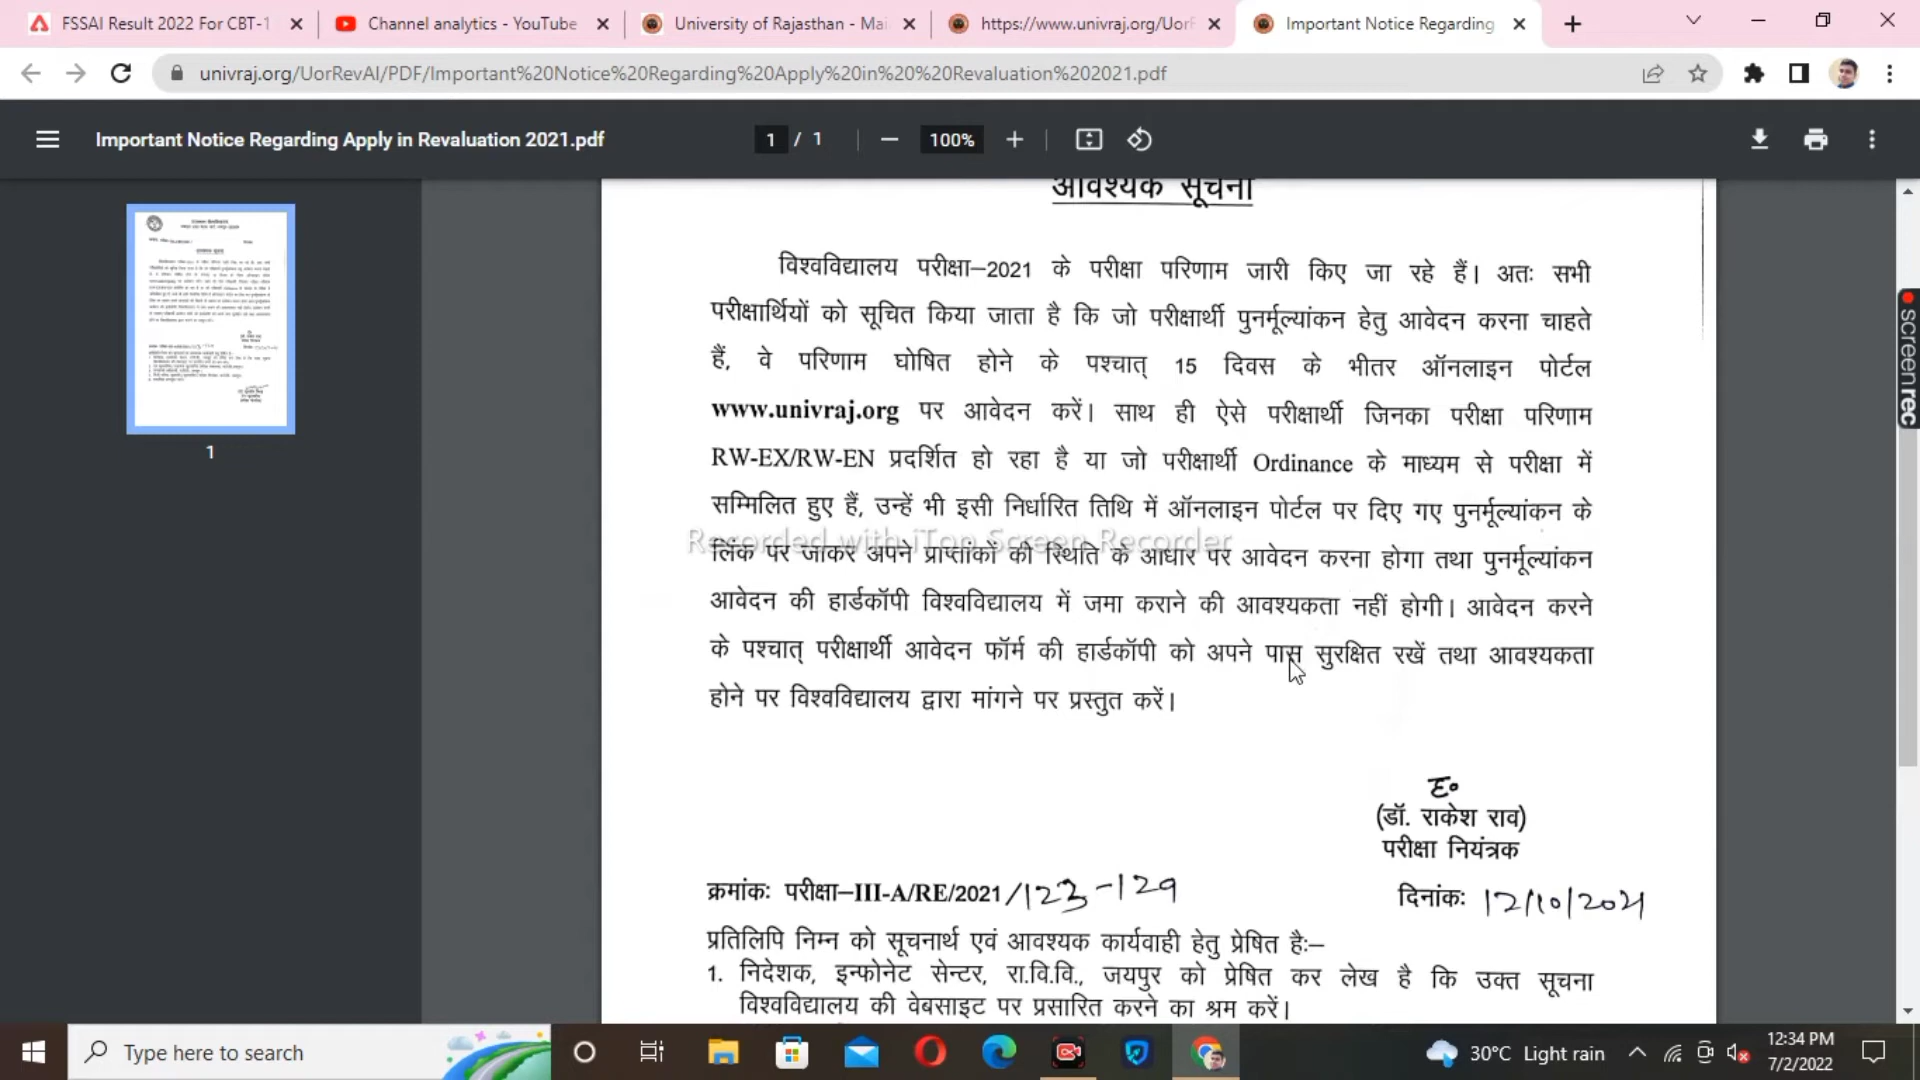 FSSAI Result 2022 For CBT-1
Channel analytics - YouTube
University of Rajasthan - Mai
https://www.univraj.org/UorF
Important Notice Regarding
univraj.org/UorRevAl/PDF/Important%20Notice%20Regarding%20Apply%20in%20%20Revaluation%202021.pdf
Important Notice Regarding Apply in Revaluation 2021.pdf
1 / 1
100%
1
आवश्यक सूचना
विश्वविद्यालय परीक्षा–2021 के परीक्षा परिणाम जारी किए जा रहे हैं। अतः सभी
परीक्षार्थियों को सूचित किया जाता है कि जो परीक्षार्थी पुनर्मूल्यांकन हेतु आवेदन करना चाहते
हैं, वे परिणाम घोषित होने के पश्चात् 15 दिवस के भीतर ऑनलाइन पोर्टल
www.univraj.org पर आवेदन करें। साथ ही ऐसे परीक्षार्थी जिनका परीक्षा परिणाम
RW-EX/RW-EN प्रदर्शित हो रहा है या जो परीक्षार्थी Ordinance के माध्यम से परीक्षा में
सम्मिलित हुए हैं, उन्हें भी इसी निर्धारित तिथि में ऑनलाइन पोर्टल पर दिए गए पुनर्मूल्यांकन के
Recorded with iTop Screen Recorder
लिंक पर जाकर अपने प्राप्तांकों की स्थिति के आधार पर आवेदन करना होगा तथा पुनर्मूल्यांकन
आवेदन की हार्डकॉपी विश्वविद्यालय में जमा कराने की आवश्यकता नहीं होगी। आवेदन करने
के पश्चात् परीक्षार्थी आवेदन फॉर्म की हार्डकॉपी को अपने पास सुरक्षित रखें तथा आवश्यकता
होने पर विश्वविद्यालय द्वारा मांगने पर प्रस्तुत करें।
(डॉ. राकेश राव)
परीक्षा नियंत्रक
क्रमांकः परीक्षा–III-A/RE/2021/123-129
दिनांकः 12/10/2021
प्रतिलिपि निम्न को सूचनार्थ एवं आवश्यक कार्यवाही हेतु प्रेषित हैः–
1. निदेशक, इन्फोनेट सेन्टर, रा.वि.वि., जयपुर को प्रेषित कर लेख है कि उक्त सूचना
विश्वविद्यालय की वेबसाइट पर प्रसारित करने का श्रम करें।
screenrec
Type here to search
30°C Light rain
12:34 PM
7/2/2022